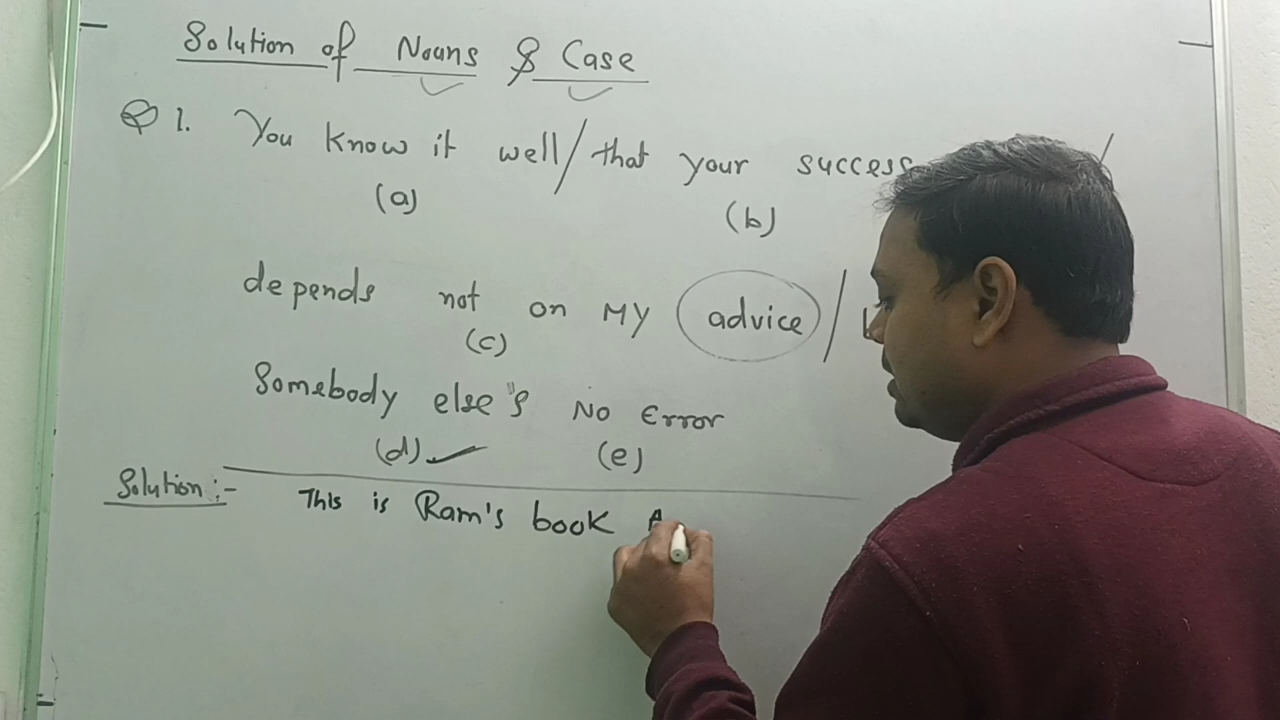 Solution of Nouns & Case
Q 1. You know it well / that your success /
(a) (b)
depends not on My advice /
(c)
Somebody else's No Error
(d) (e)
Solution :- This is Ram's book